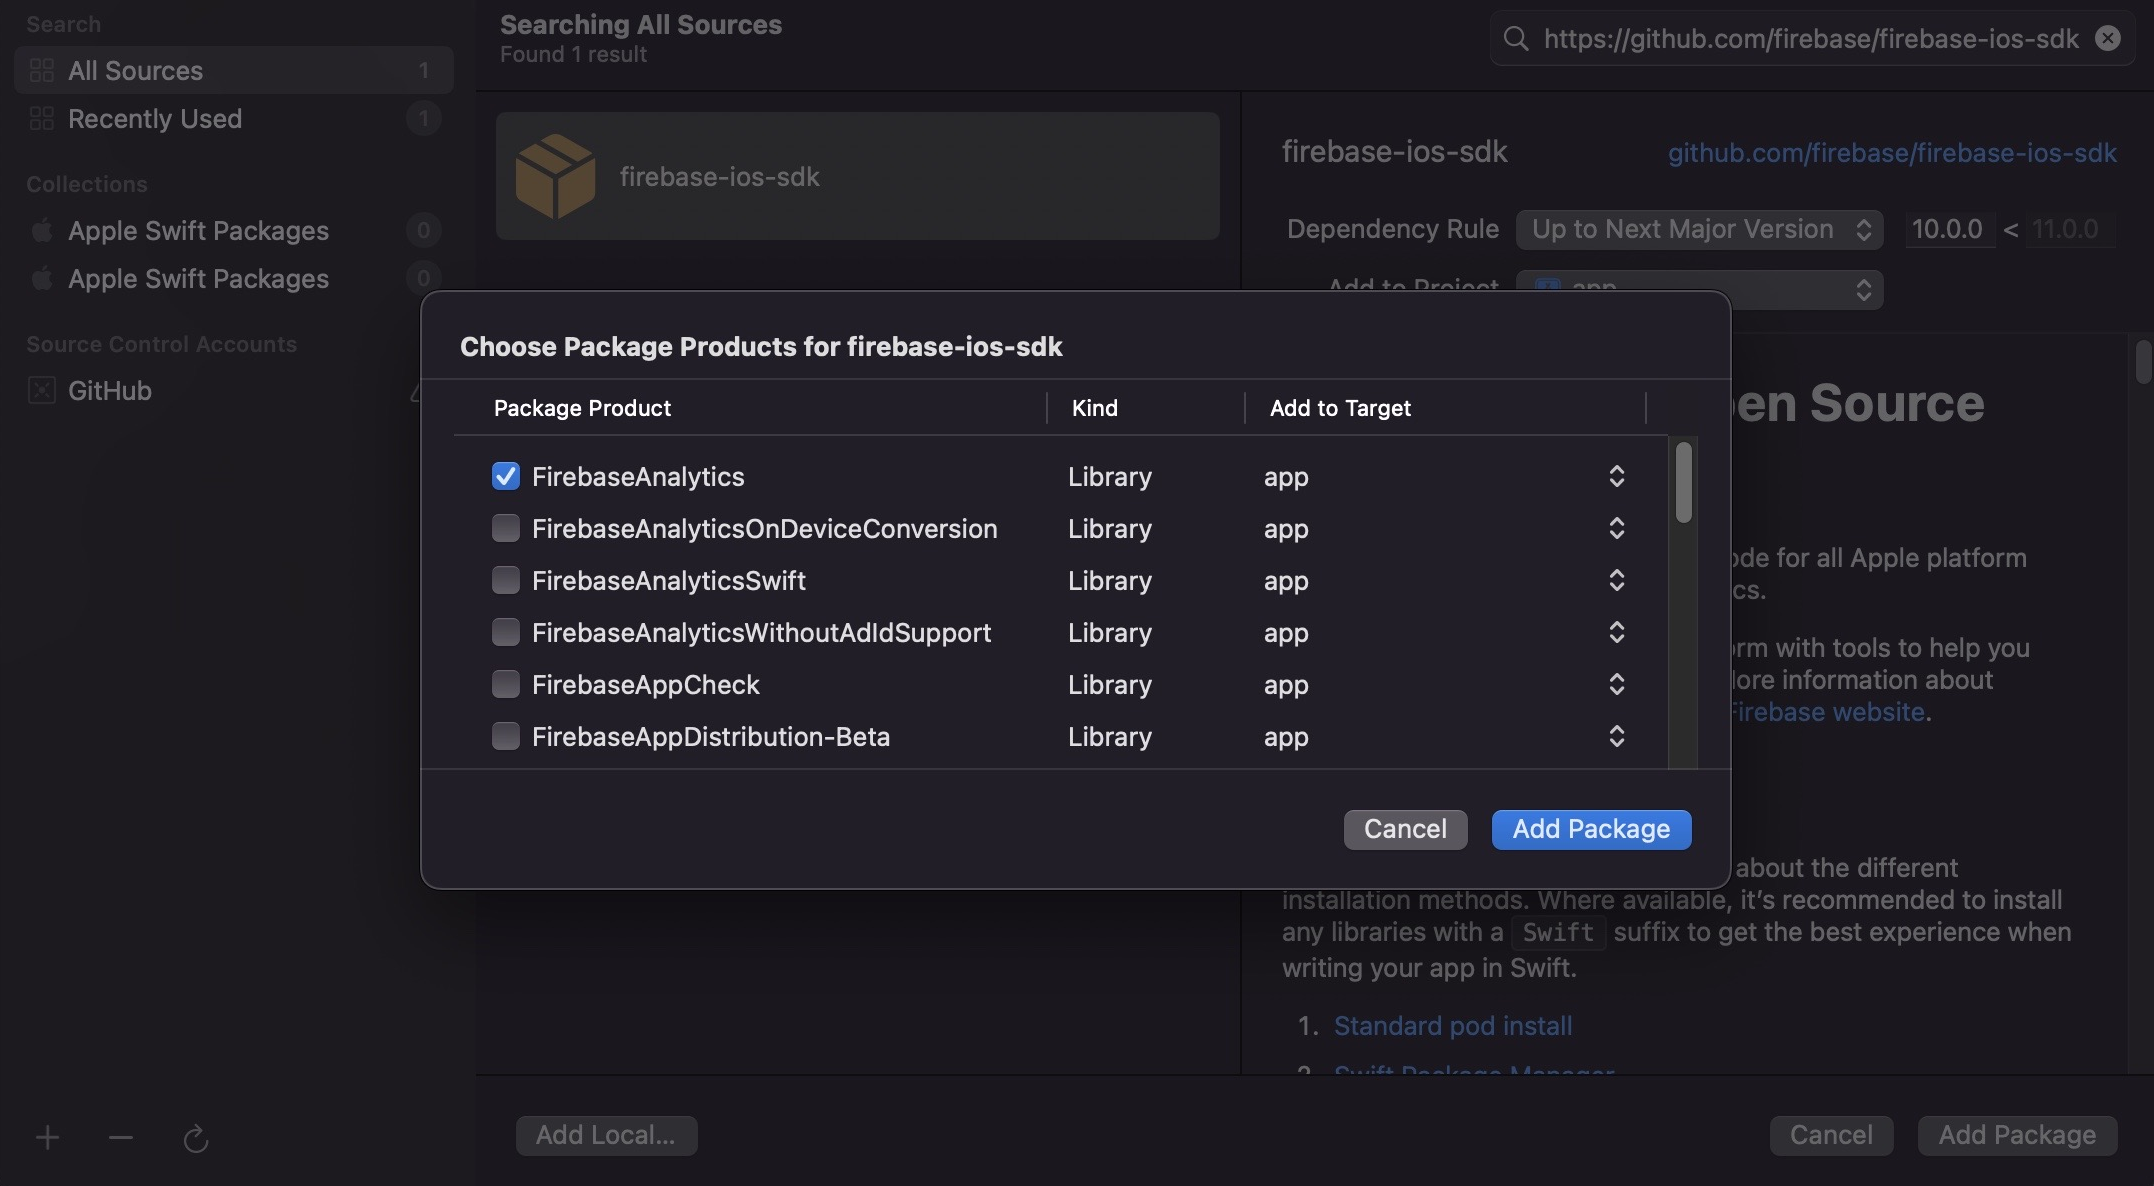 Search
All Sources 1
Recently Used 1
Collections
Apple Swift Packages 0
Apple Swift Packages 0
Source Control Accounts
GitHub
Searching All Sources
Found 1 result
https://github.com/firebase/firebase-ios-sdk
firebase-ios-sdk
firebase-ios-sdk github.com/firebase/firebase-ios-sdk
Dependency Rule Up to Next Major Version 10.0.0 < 11.0.0
Add to Project app
Choose Package Products for firebase-ios-sdk
Package Product Kind Add to Target
FirebaseAnalytics Library app
FirebaseAnalyticsOnDeviceConversion Library app
FirebaseAnalyticsSwift Library app
FirebaseAnalyticsWithoutAdIdSupport Library app
FirebaseAppCheck Library app
FirebaseAppDistribution-Beta Library app
Cancel Add Package
Source
for all Apple platform
with tools to help you
information about
Firebase website.
about the different
installation methods. Where available, it's recommended to install
any libraries with a Swift suffix to get the best experience when
writing your app in Swift.
1. Standard pod install
2. Swift Package Manager
Add Local...
Cancel Add Package